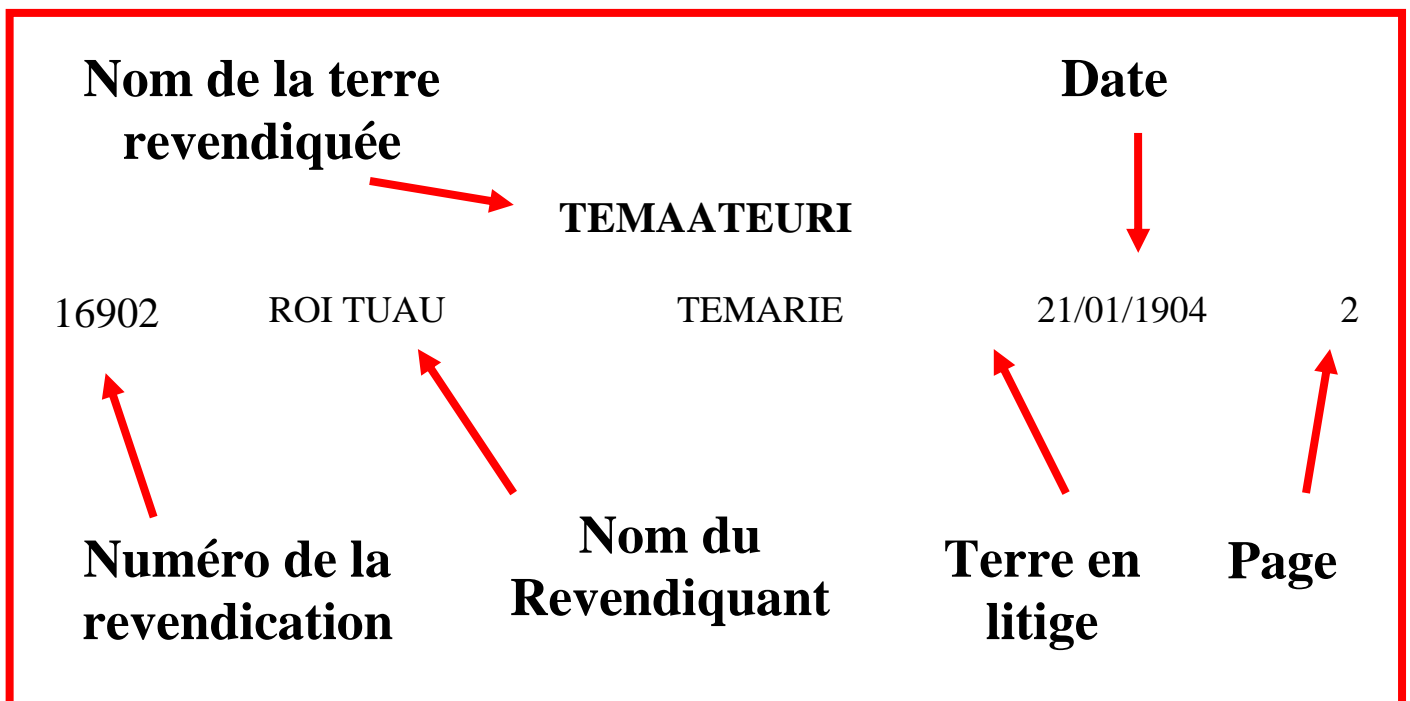 Nom de la terre
revendiquée
Date
TEMAATEURI
16902 ROI TUAU TEMARIE 21/01/1904 2
Numéro de la
revendication
Nom du
Revendiquant
Terre en
litige
Page